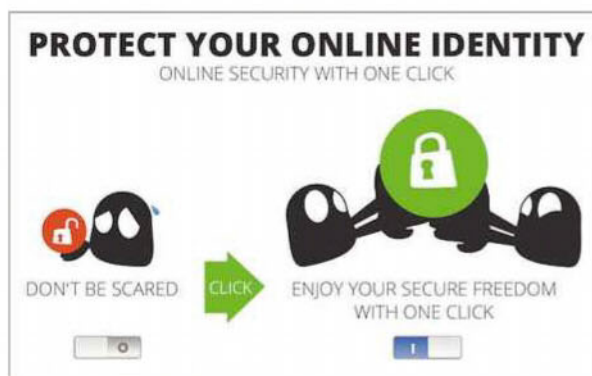 PROTECT YOUR ONLINE IDENTITY
ONLINE SECURITY WITH ONE CLICK
DON'T BE SCARED
CLICK
ENJOY YOUR SECURE FREEDOM
WITH ONE CLICK
O
I